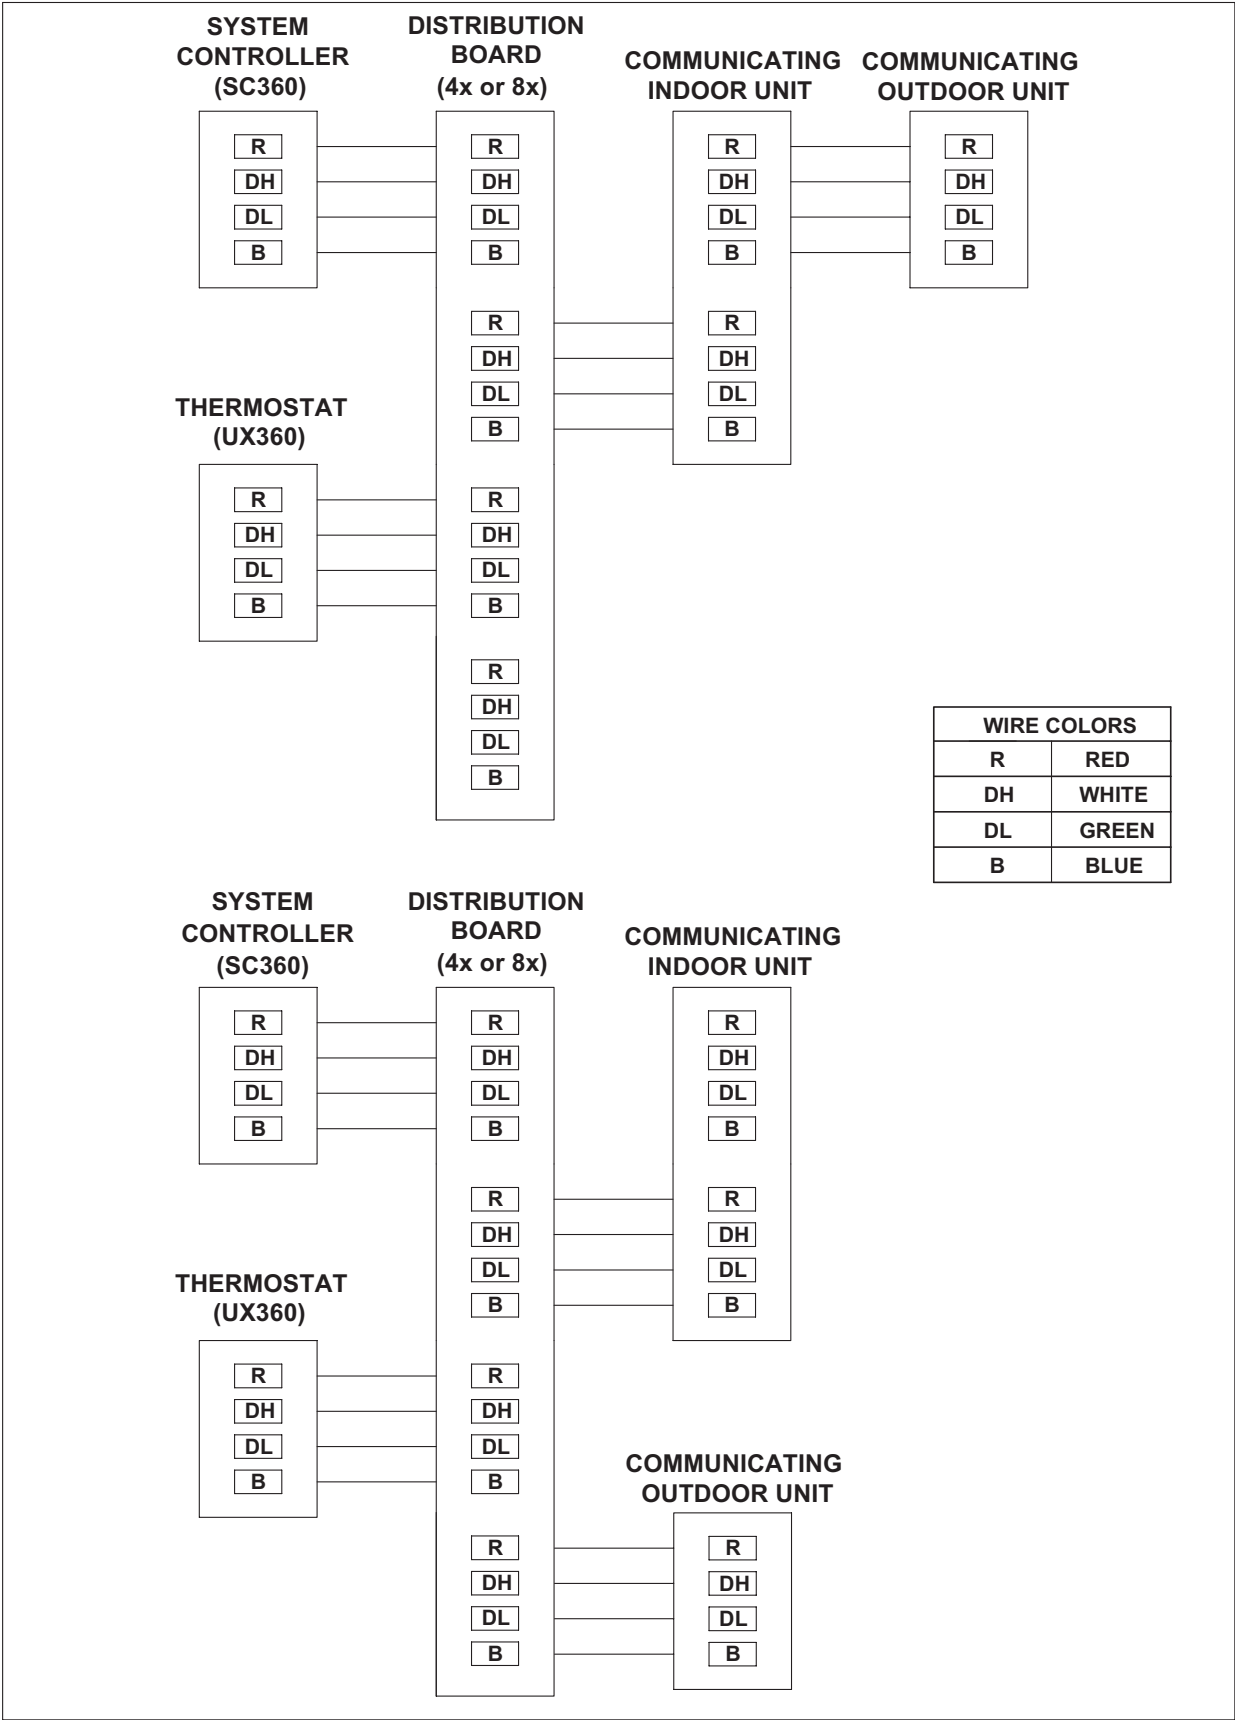 SYSTEM
CONTROLLER
(SC360)
DISTRIBUTION
BOARD
(4x or 8x)
COMMUNICATING
INDOOR UNIT
COMMUNICATING
OUTDOOR UNIT
R
DH
DL
B
R
DH
DL
B
R
DH
DL
B
R
DH
DL
B
R
DH
DL
B
R
DH
DL
B
THERMOSTAT
(UX360)
R
DH
DL
B
R
DH
DL
B
R
DH
DL
B
WIRE COLORS
R RED
DH WHITE
DL GREEN
B BLUE
SYSTEM
CONTROLLER
(SC360)
DISTRIBUTION
BOARD
(4x or 8x)
COMMUNICATING
INDOOR UNIT
R
DH
DL
B
R
DH
DL
B
R
DH
DL
B
R
DH
DL
B
R
DH
DL
B
THERMOSTAT
(UX360)
R
DH
DL
B
R
DH
DL
B
COMMUNICATING
OUTDOOR UNIT
R
DH
DL
B
R
DH
DL
B